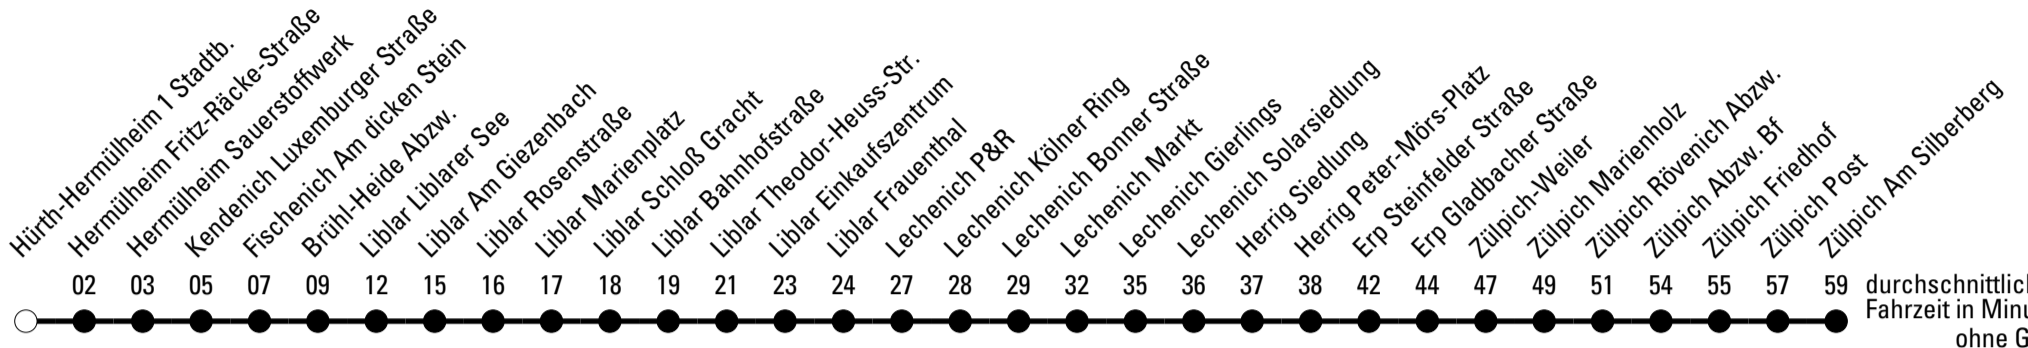 Hürth-Hermülheim 1 Stadtb.
Hermülheim Fritz-Räcke-Straße
Hermülheim Sauerstoffwerk
Kendenich Luxemburger Straße
Fischenich Am dicken Stein
Brühl-Heide Abzw.
Liblar Liblarer See
Liblar Am Giezenbach
Liblar Rosenstraße
Liblar Marienplatz
Liblar Schloß Gracht
Liblar Bahnhofstraße
Liblar Theodor-Heuss-Str.
Liblar Einkaufszentrum
Liblar Frauenthal
Lechenich P&R
Lechenich Kölner Ring
Lechenich Bonner Straße
Lechenich Markt
Lechenich Gierlings
Lechenich Solarsiedlung
Herrig Siedlung
Herrig Peter-Mörs-Platz
Erp Steinfelder Straße
Erp Gladbacher Straße
Zülpich-Weiler
Zülpich Marienholz
Zülpich Rövenich Abzw.
Zülpich Abzw. Bf
Zülpich Friedhof
Zülpich Post
Zülpich Am Silberberg
02 03 05 07 09 12 15 16 17 18 19 21 23 24 27 28 29 32 35 36 37 38 42 44 47 49 51 54 55 57 59
durchschnittlich
Fahrzeit in Minu
ohne G